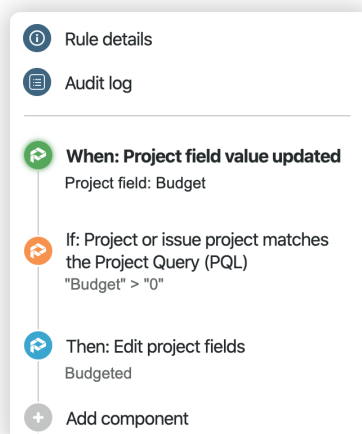 Rule details
Audit log
When: Project field value updated
Project field: Budget
If: Project or issue project matches
the Project Query (PQL)
"Budget" > "0"
Then: Edit project fields
Budgeted
Add component